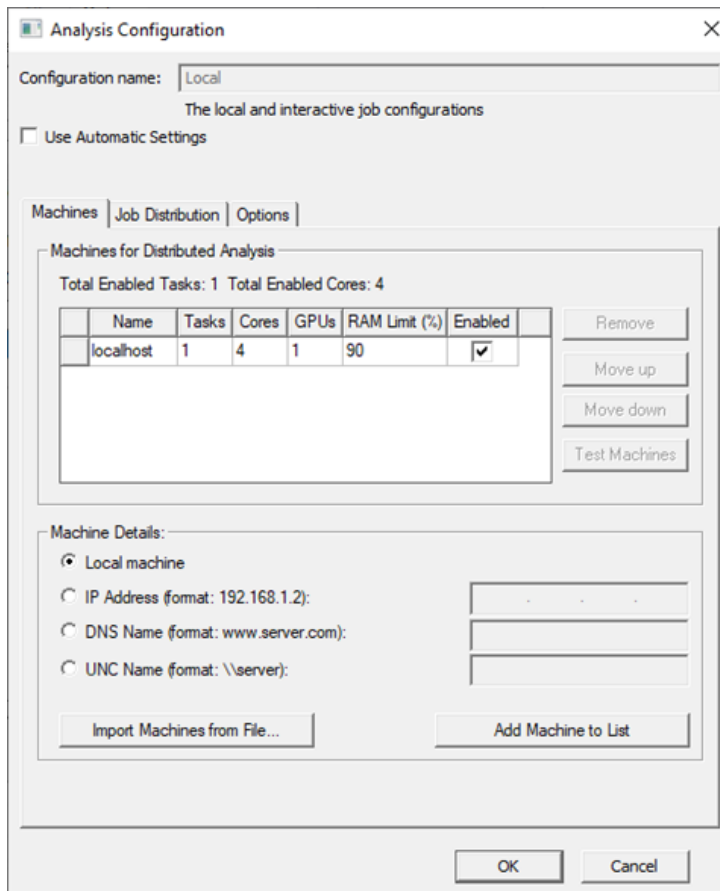 Analysis Configuration
Configuration name: Local
The local and interactive job configurations
Use Automatic Settings
Machines Job Distribution Options
Machines for Distributed Analysis
Total Enabled Tasks: 1 Total Enabled Cores: 4
Name Tasks Cores GPUs RAM Limit (%) Enabled
localhost 1 4 1 90
Remove
Move up
Move down
Test Machines
Machine Details:
Local machine
IP Address (format: 192.168.1.2):
DNS Name (format: www.server.com):
UNC Name (format: \\server):
Import Machines from File... Add Machine to List
OK Cancel